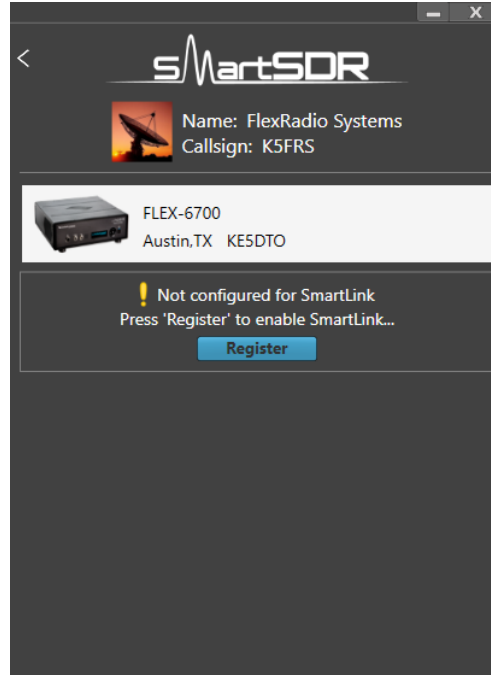 X
<
smartSDR
Name: FlexRadio Systems
Callsign: K5FRS
FLEX-6700
Austin,TX KE5DTO
! Not configured for SmartLink
Press 'Register' to enable SmartLink...
Register